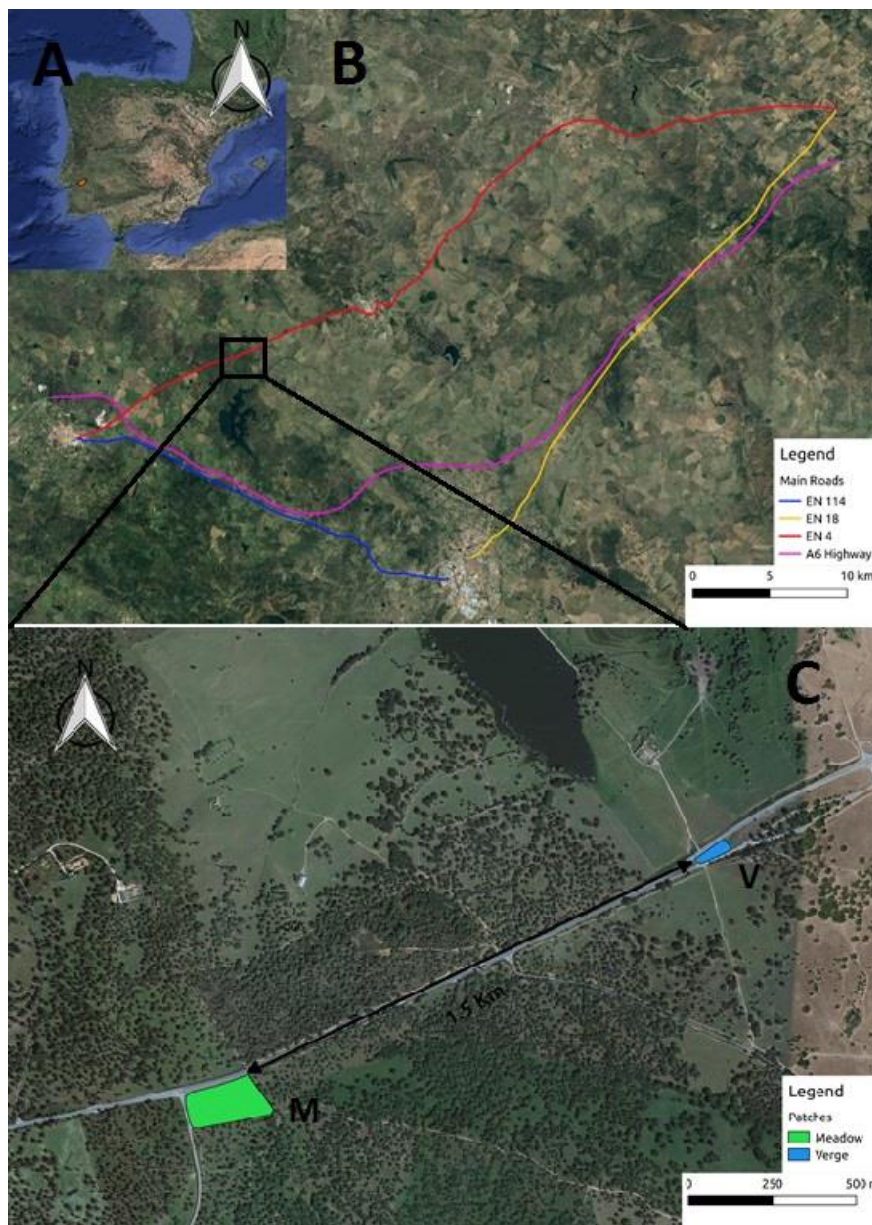 A
N
B
Legend
Main Roads
EN 114
EN 18
EN 4
A6 Highway
0 5 10 km
N
C
V
1.5 Km
M
Legend
Patches
Meadow
Verge
0 250 500 m